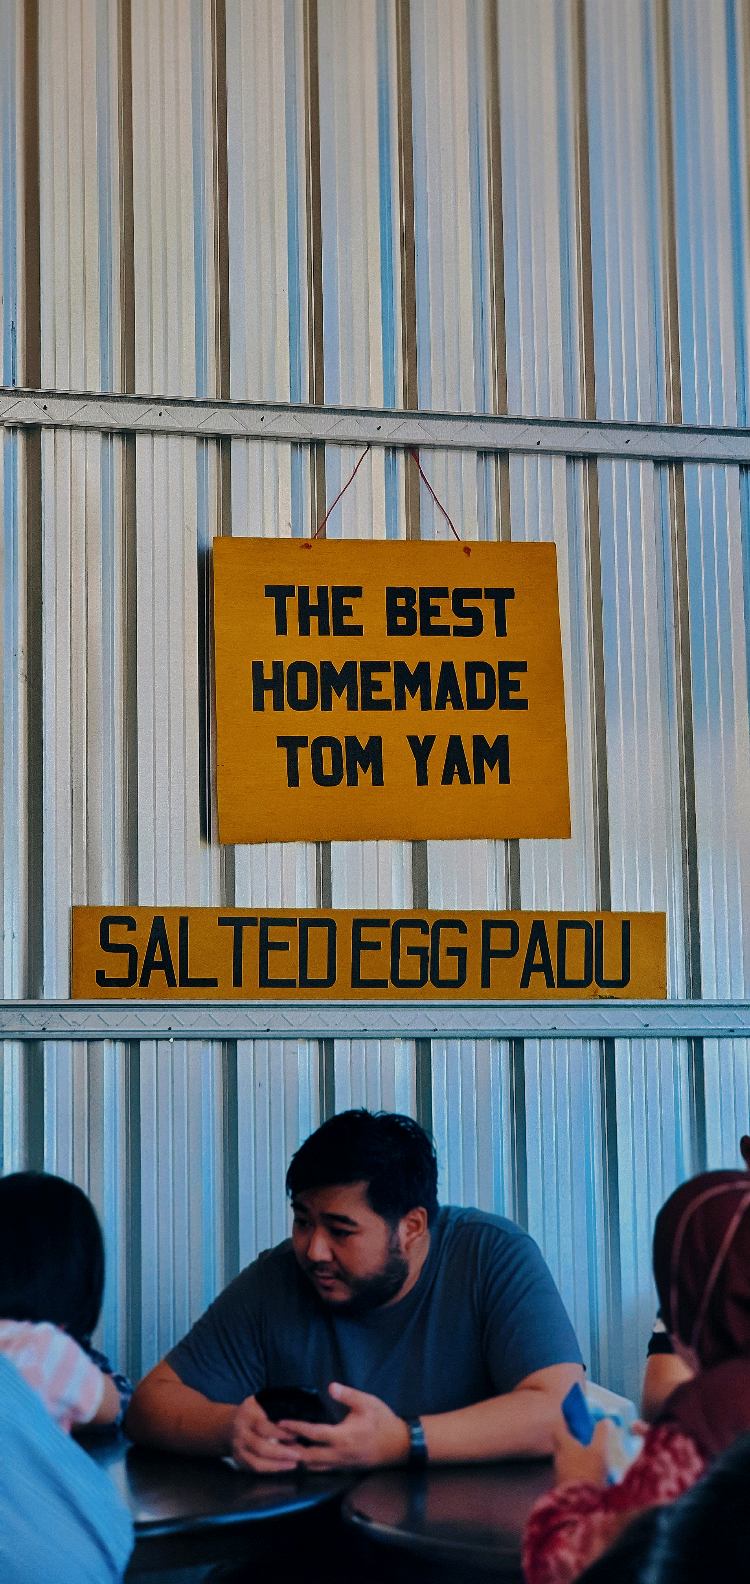 THE BEST
HOMEMADE
TOM YAM
SALTED EGG PADU